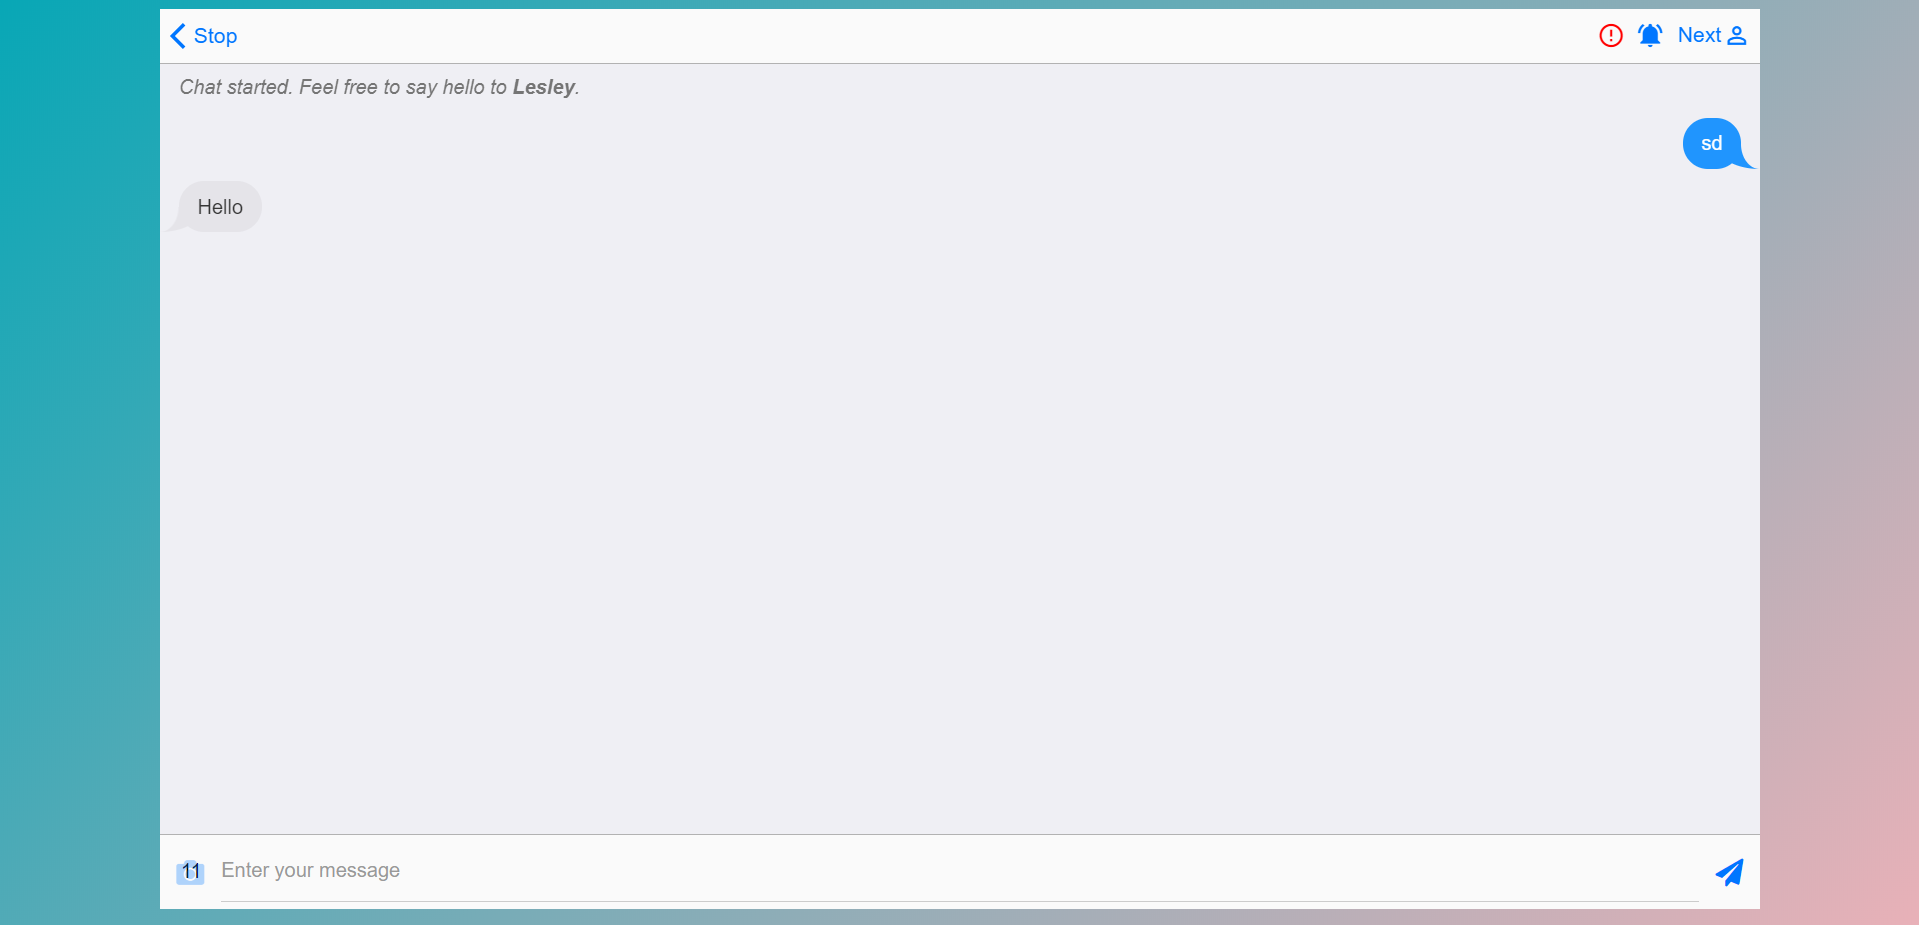 Stop
Next
Chat started. Feel free to say hello to Lesley.
sd
Hello
11
Enter your message